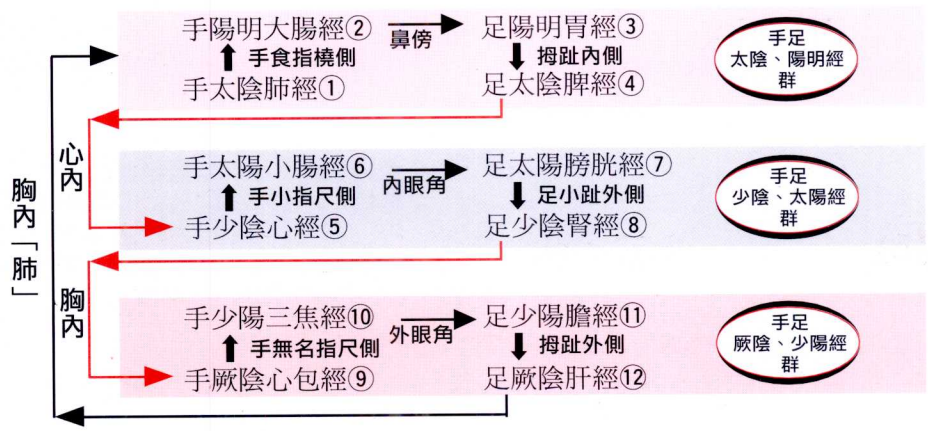 手陽明大腸經②
鼻傍
足陽明胃經③
手食指橈側
拇趾內側
手太陰肺經①
足太陰脾經④
手足
太陰、陽明經
群
心內
手太陽小腸經⑥
內眼角
足太陽膀胱經⑦
手小指尺側
足小趾外側
手少陰心經⑤
足少陰腎經⑧
手足
少陰、太陽經
群
胸內「肺」
胸內
手少陽三焦經⑩
外眼角
足少陽膽經⑪
手無名指尺側
拇趾外側
手厥陰心包經⑨
足厥陰肝經⑫
手足
厥陰、少陽經
群